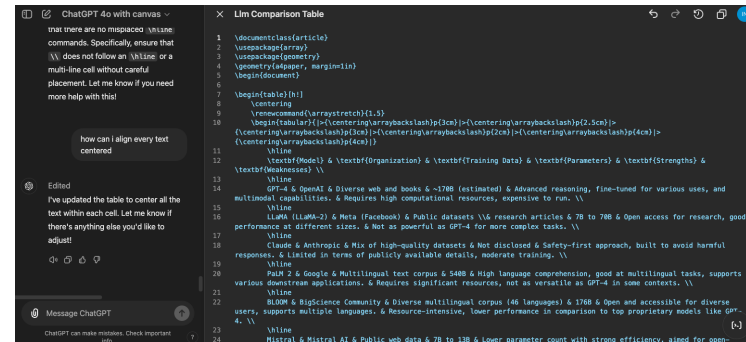 ChatGPT 4o with canvas
that there are no misplaced \hline
commands. Specifically, ensure that
\\ does not follow an \hline or a
multi-line cell without careful
placement. Let me know if you need
more help with this!
how can i align every text
centered
Edited
I've updated the table to center all the
text within each cell. Let me know if
there's anything else you'd like to
adjust!
Message ChatGPT
ChatGPT can make mistakes. Check important
info.
?
Llm Comparison Table
1 \documentclass{article}
2 \usepackage{array}
3 \usepackage{geometry}
4 \geometry{a4paper, margin=1in}
5 \begin{document}
6
7 \begin{table}[h!]
8 \centering
9 \renewcommand{\arraystretch}{1.5}
10 \begin{tabular}{|>{\centering\arraybackslash}p{3cm}|>{\centering\arraybackslash}p{2.5cm}|>
{\centering\arraybackslash}p{3cm}|>{\centering\arraybackslash}p{2cm}|>{\centering\arraybackslash}p{4cm}|>
{\centering\arraybackslash}p{4cm}|}
11 \hline
12 \textbf{Model} & \textbf{Organization} & \textbf{Training Data} & \textbf{Parameters} & \textbf{Strengths} &
\textbf{Weaknesses} \\
13 \hline
14 GPT-4 & OpenAI & Diverse web and books & ~170B (estimated) & Advanced reasoning, fine-tuned for various uses, and
multimodal capabilities. & Requires high computational resources, expensive to run. \\
15 \hline
16 LLaMA (LLaMA-2) & Meta (Facebook) & Public datasets \\& research articles & 7B to 70B & Open access for research, good
performance at different sizes. & Not as powerful as GPT-4 for more complex tasks. \\
17 \hline
18 Claude & Anthropic & Mix of high-quality datasets & Not disclosed & Safety-first approach, built to avoid harmful
responses. & Limited in terms of publicly available details, moderate training. \\
19 \hline
20 PaLM 2 & Google & Multilingual text corpus & 540B & High language comprehension, good at multilingual tasks, supports
various downstream applications. & Requires significant resources, not as versatile as GPT-4 in some contexts. \\
21 \hline
22 BLOOM & BigScience Community & Diverse multilingual corpus (46 languages) & 176B & Open and accessible for diverse
users, supports multiple languages. & Resource-intensive, lower performance in comparison to top proprietary models like GPT-
4. \\
23 \hline
24 Mistral & Mistral AI & Public web data & 7B to 13B & Lower parameter count with strong efficiency, aimed for open-